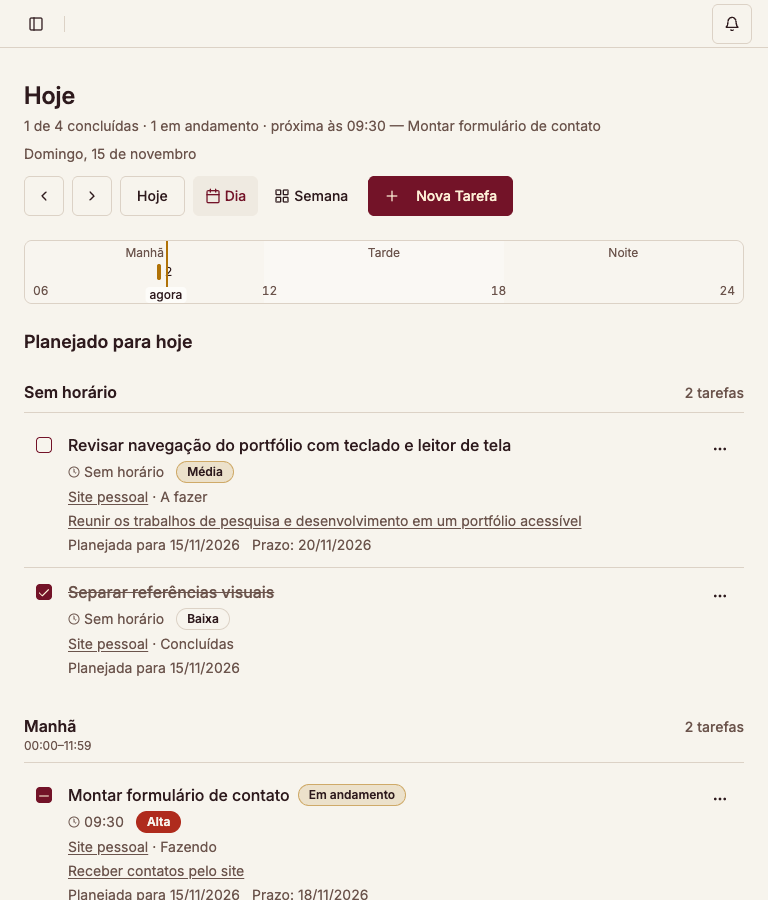 Hoje
1 de 4 concluídas · 1 em andamento · próxima às 09:30 — Montar formulário de contato
Domingo, 15 de novembro
Hoje Dia Semana Nova Tarefa
Manhã Tarde Noite
2
06 agora 12 18 24
Planejado para hoje
Sem horário 2 tarefas
Revisar navegação do portfólio com teclado e leitor de tela
Sem horário Média
Site pessoal · A fazer
Reunir os trabalhos de pesquisa e desenvolvimento em um portfólio acessível
Planejada para 15/11/2026 Prazo: 20/11/2026
Separar referências visuais
Sem horário Baixa
Site pessoal · Concluídas
Planejada para 15/11/2026
Manhã 2 tarefas
00:00–11:59
Montar formulário de contato Em andamento
09:30 Alta
Site pessoal · Fazendo
Receber contatos pelo site
Planejada para 15/11/2026 Prazo: 18/11/2026